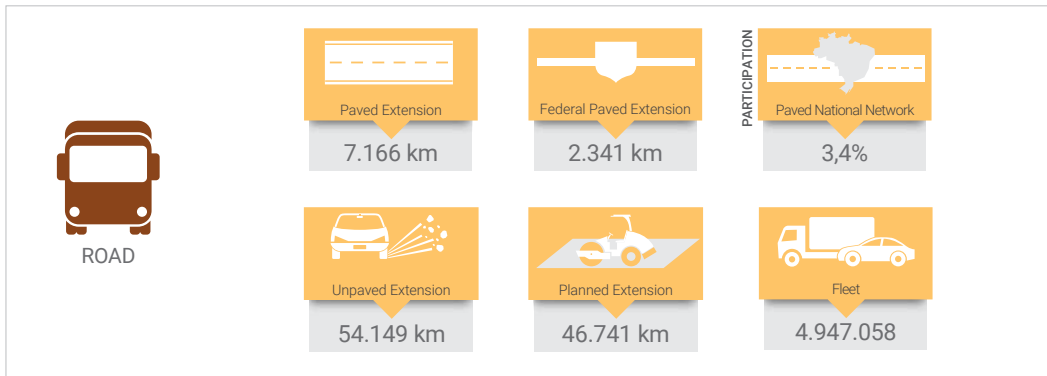 ROAD
Paved Extension
7.166 km
Federal Paved Extension
2.341 km
PARTICIPATION
Paved National Network
3,4%
Unpaved Extension
54.149 km
Planned Extension
46.741 km
Fleet
4.947.058